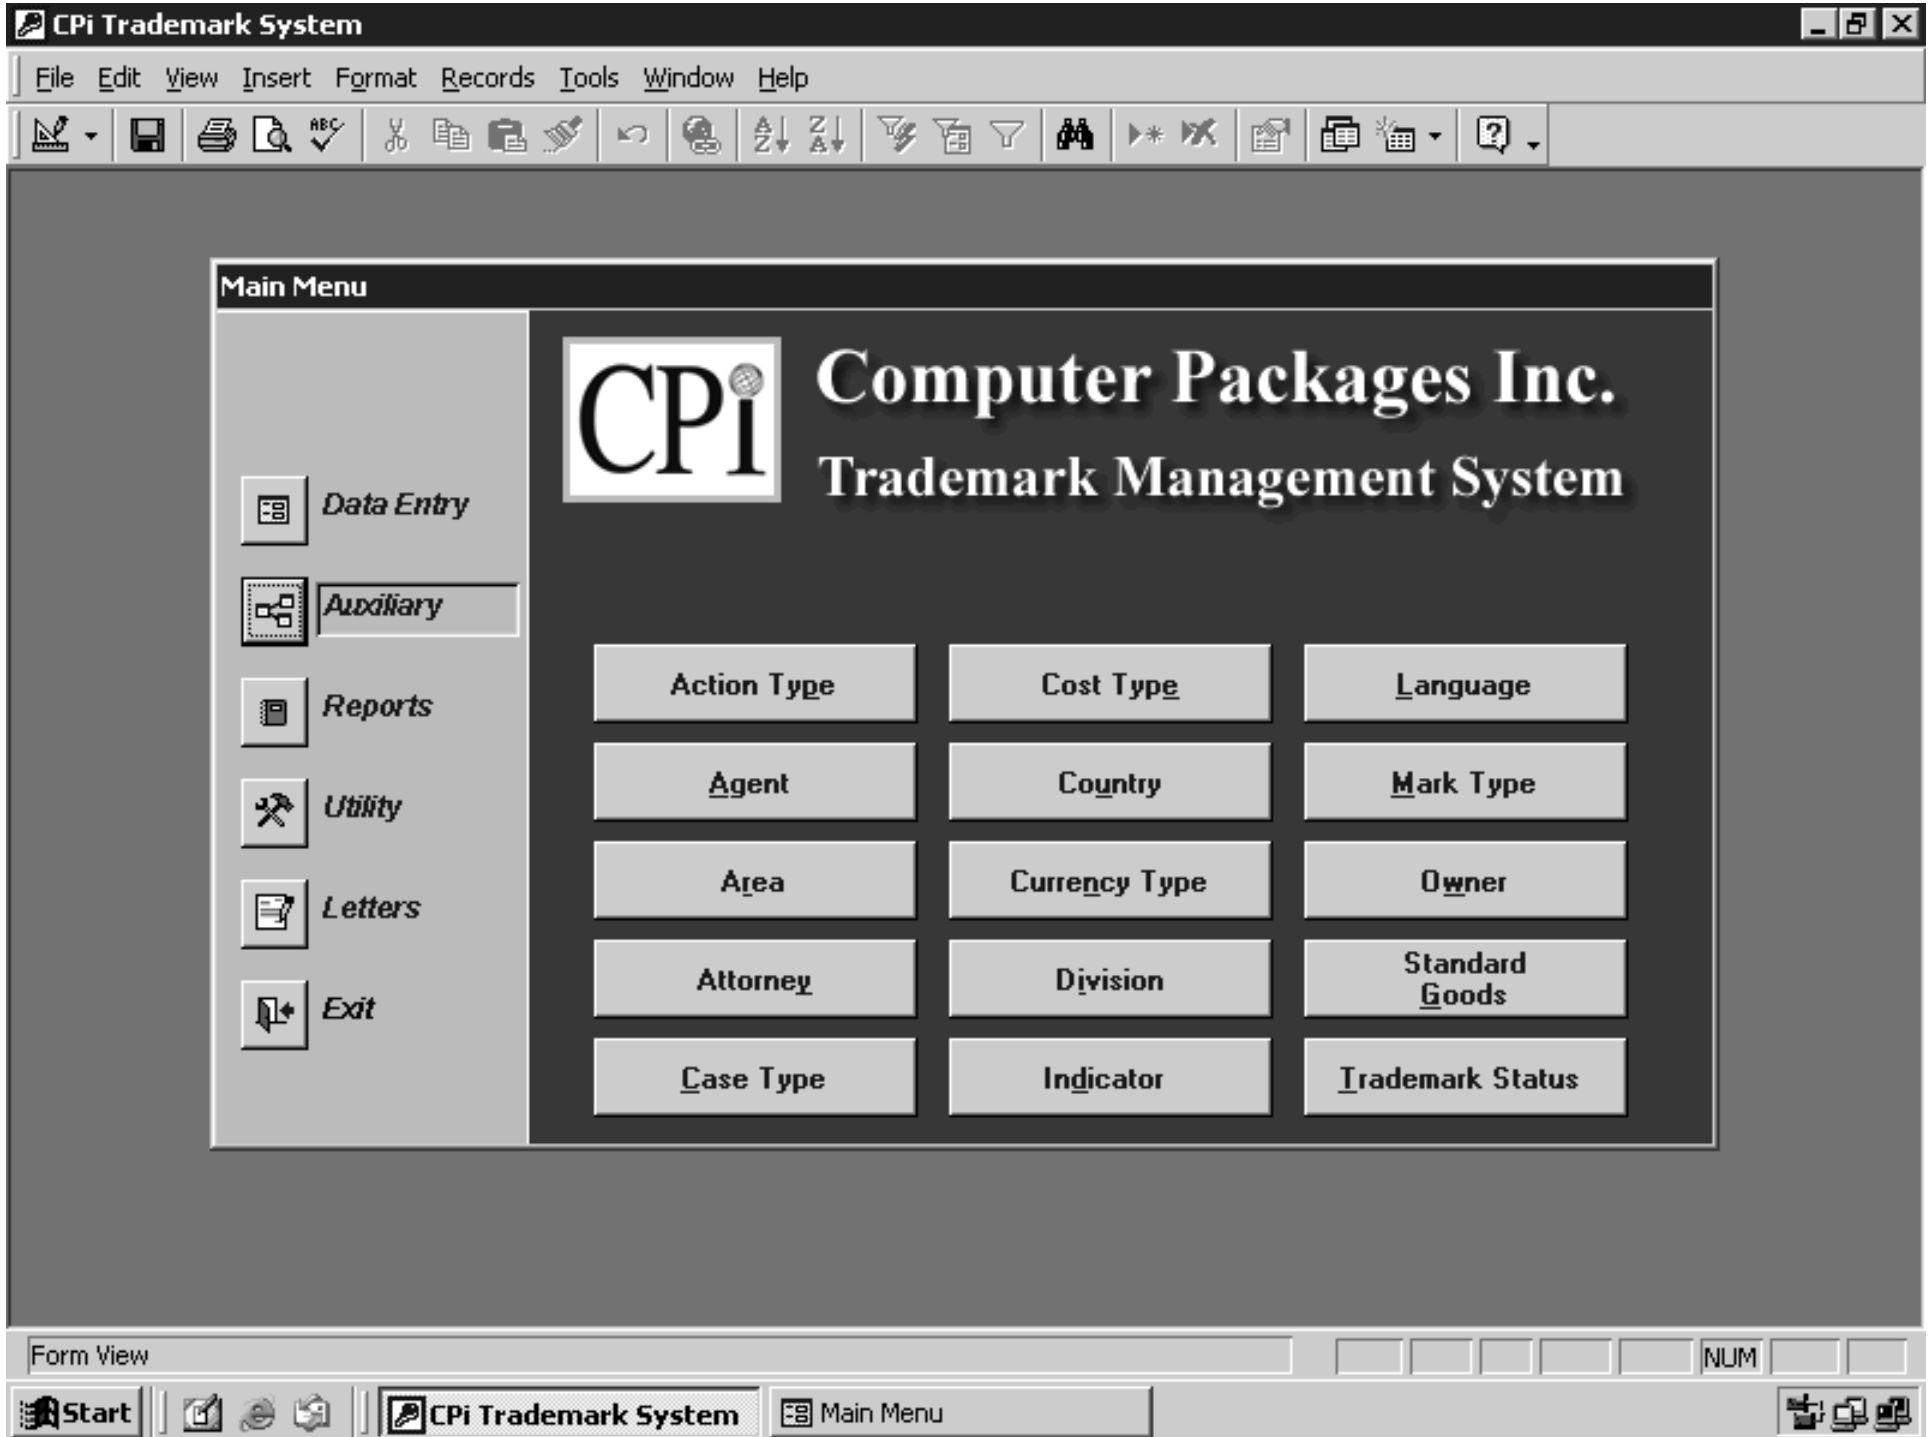 CPi Trademark System
File Edit View Insert Format Records Tools Window Help
ABC
A Z
Z A
Main Menu
CPi
Computer Packages Inc.
Trademark Management System
Data Entry
Auxiliary
Reports
Utility
Letters
Exit
Action Type Cost Type Language
Agent Country Mark Type
Area Currency Type Owner
Attorney Division Standard
Goods
Case Type Indicator Trademark Status
Form View NUM
Start CPi Trademark System Main Menu